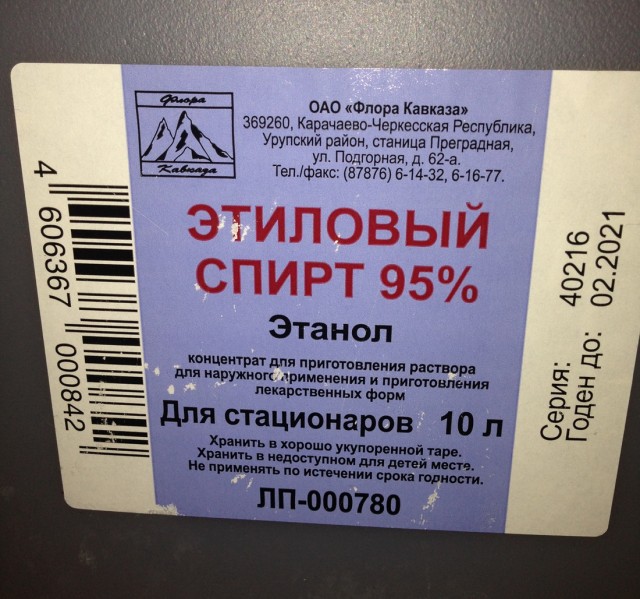 Флора
Кавказа
ОАО «Флора Кавказа»
369260, Карачаево-Черкесская Республика,
Урупский район, станица Преградная,
ул. Подгорная, д. 62-а.
Тел./факс: (87876) 6-14-32, 6-16-77.
ЭТИЛОВЫЙ
СПИРТ 95%
Этанол
концентрат для приготовления раствора
для наружного применения и приготовления
лекарственных форм
Для стационаров 10 л
Хранить в хорошо укупоренной таре.
Хранить в недоступном для детей месте.
Не применять по истечении срока годности.
ЛП-000780
4 606367 000842
Серия: 40216
Годен до: 02.2021